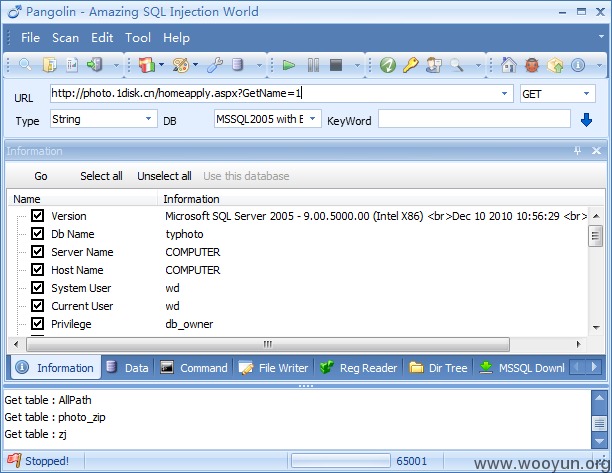 Pangolin - Amazing SQL Injection World
File Scan Edit Tool Help
URL http://photo.1disk.cn/homeapply.aspx?GetName=1 GET
Type String DB MSSQL2005 with E KeyWord
Information
Go Select all Unselect all Use this database
Name Information
Version Microsoft SQL Server 2005 - 9.00.5000.00 (Intel X86) <br>Dec 10 2010 10:56:29 <br>
Db Name typhoto
Server Name COMPUTER
Host Name COMPUTER
System User wd
Current User wd
Privilege db_owner
Information Data Command File Writer Reg Reader Dir Tree MSSQL Downl
Get table : AllPath
Get table : photo_zip
Get table : zj
Stopped! 65001
www.wooyun.org